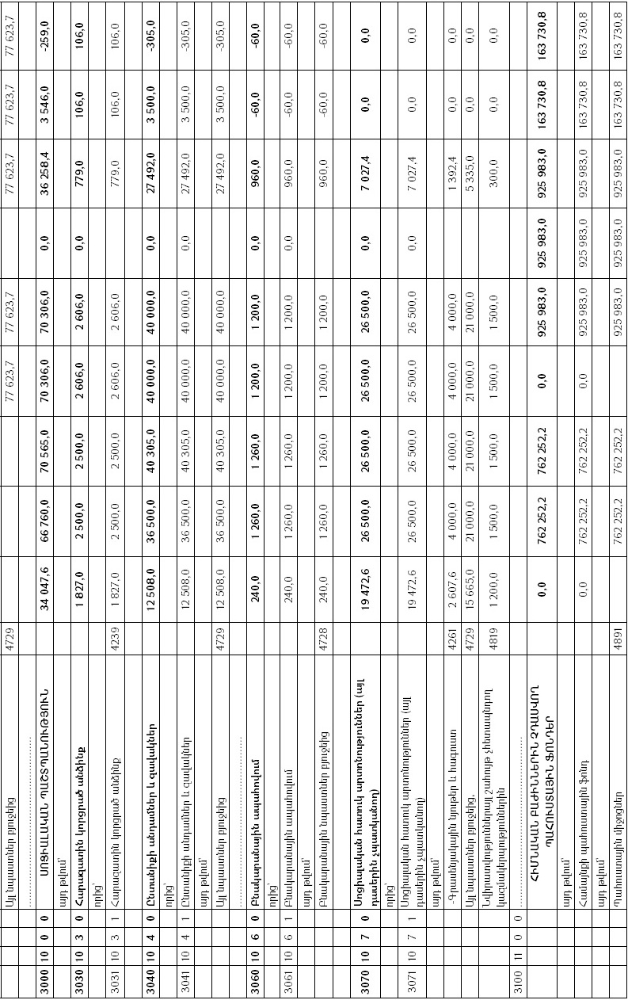 Այլ նպաստներ բյուջեից 4729 77 623,7 77 623,7 77 623,7 77 623,7 77 623,7
...............................................
3000 10 0 0 ՍՈՑԻԱԼԱԿԱՆ ՊԱՇՏՊԱՆՈՒԹՅՈՒՆ 34 047,6 66 760,0 70 565,0 70 306,0 70 306,0 0,0 36 258,4 3 546,0 -259,0
այդ թվում՝
3030 10 3 0 Հարազատին կորցրած անձինք 1 827,0 2 500,0 2 500,0 2 606,0 2 606,0 0,0 779,0 106,0 106,0
որից՝
3031 10 3 1 Հարազատին կորցրած անձինք 4239 1 827,0 2 500,0 2 500,0 2 606,0 2 606,0 779,0 106,0 106,0
3040 10 4 0 Ընտանիքի անդամներ և զավակներ 12 508,0 36 500,0 40 305,0 40 000,0 40 000,0 0,0 27 492,0 3 500,0 -305,0
որից՝
3041 10 4 1 Ընտանիքի անդամներ և զավակներ 12 508,0 36 500,0 40 305,0 40 000,0 40 000,0 0,0 27 492,0 3 500,0 -305,0
այդ թվում՝
Այլ նպաստներ բյուջեից 4729 12 508,0 36 500,0 40 305,0 40 000,0 40 000,0 27 492,0 3 500,0 -305,0
...............................................
3060 10 6 0 Բնակարանային ապահովում 240,0 1 260,0 1 260,0 1 200,0 1 200,0 0,0 960,0 -60,0 -60,0
որից՝
3061 10 6 1 Բնակարանային ապահովում 240,0 1 260,0 1 260,0 1 200,0 1 200,0 0,0 960,0 -60,0 -60,0
այդ թվում՝
Բնակարանային նպաստներ բյուջեից 4728 240,0 1 260,0 1 260,0 1 200,0 1 200,0 960,0 -60,0 -60,0
3070 10 7 0 Սոցիալական հատուկ արտոնություններ (այլ
դասերին չպատկանող) 19 472,6 26 500,0 26 500,0 26 500,0 26 500,0 0,0 7 027,4 0,0 0,0
որից՝
3071 10 7 1 Սոցիալական հատուկ արտոնություններ (այլ
դասերին չպատկանող) 19 472,6 26 500,0 26 500,0 26 500,0 26 500,0 0,0 7 027,4 0,0 0,0
այդ թվում՝
-Գրասենյակային նյութեր և հագուստ 4261 2 607,6 4 000,0 4 000,0 4 000,0 4 000,0 1 392,4 0,0 0,0
Այլ նպաստներ բյուջեից, 4729 15 665,0 21 000,0 21 000,0 21 000,0 21 000,0 5 335,0 0,0 0,0
Նվիրատվություններ այլ շահույթ չհետապնդող
կազմակերպություններին 4819 1 200,0 1 500,0 1 500,0 1 500,0 1 500,0 300,0 0,0 0,0
...............................................
3100 11 0 0 ՀԻՄՆԱԿԱՆ ԲԱԺԻՆՆԵՐԻՆ ՉԴԱՍՎՈՂ
ՊԱՀՈՒՍՏԱՅԻՆ ՖՈՆԴԵՐ 0,0 762 252,2 762 252,2 0,0 925 983,0 925 983,0 925 983,0 163 730,8 163 730,8
այդ թվում՝
Համայնքի պահուստային ֆոնդ 0,0 762 252,2 762 252,2 0,0 925 983,0 925 983,0 925 983,0 163 730,8 163 730,8
այդ թվում՝
Պահուստային միջոցներ 4891 762 252,2 762 252,2 925 983,0 925 983,0 925 983,0 163 730,8 163 730,8